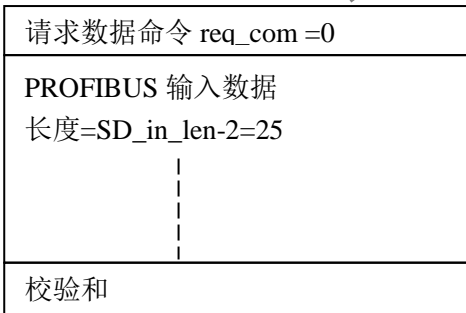 请求数据命令 req_com =0
PROFIBUS 输入数据
长度=SD_in_len-2=25
校验和